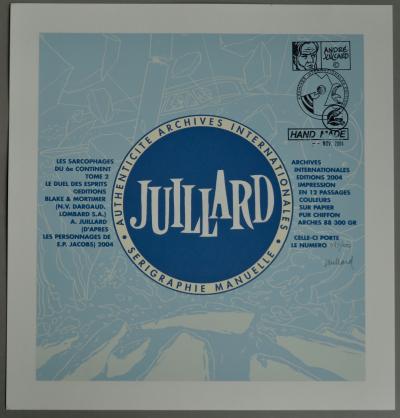 ANDRÉ
JUILLARD
©
HAND MADE
-- NOV. 2004
AUTHENTICITE ARCHIVES INTERNATIONALES
JUILLARD
• SERIGRAPHIE MANUELLE •
LES SARCOPHAGES
DU 6e CONTINENT
TOME 2
LE DUEL DES ESPRITS
©EDITIONS
BLAKE & MORTIMER
(N.V. DARGAUD.
LOMBARD S.A.)
A. JUILLARD
(D'APRES
LES PERSONNAGES DE
E.P. JACOBS) 2004
ARCHIVES
INTERNATIONALES
EDITIONS 2004
IMPRESSION
EN 12 PASSAGES
COULEURS
SUR PAPIER
PUR CHIFFON
ARCHES 88 300 GR
CELLE-CI PORTE
LE NUMERO
Juillard